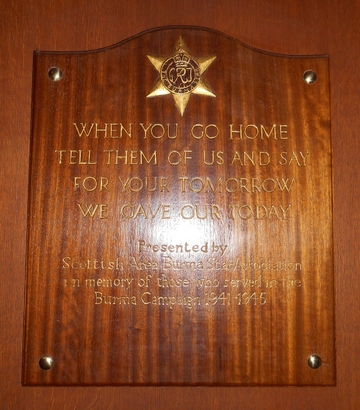 GRI
WHEN YOU GO HOME
TELL THEM OF US AND SAY
FOR YOUR TOMORROW
WE GAVE OUR TODAY
Presented by
Scottish Area Burma Star Association
in memory of those who served in the
Burma Campaign 1941-1945